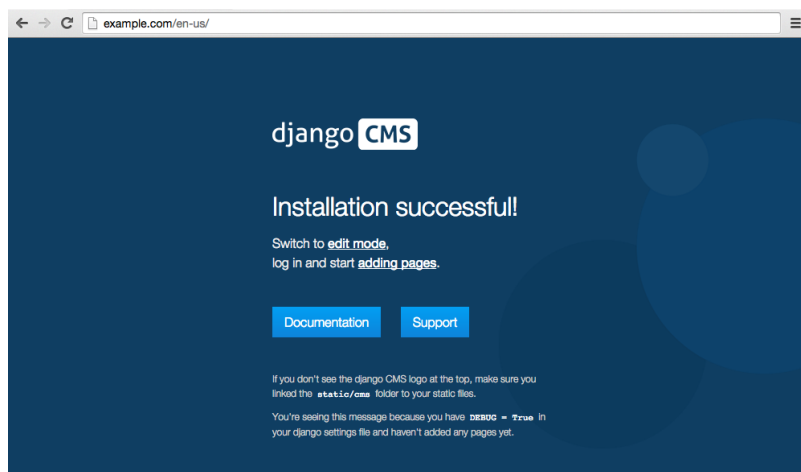 example.com/en-us/
django CMS
Installation successful!
Switch to edit mode,
log in and start adding pages.
Documentation Support
If you don't see the django CMS logo at the top, make sure you
linked the static/cms folder to your static files.
You're seeing this message because you have DEBUG = True in
your django settings file and haven't added any pages yet.